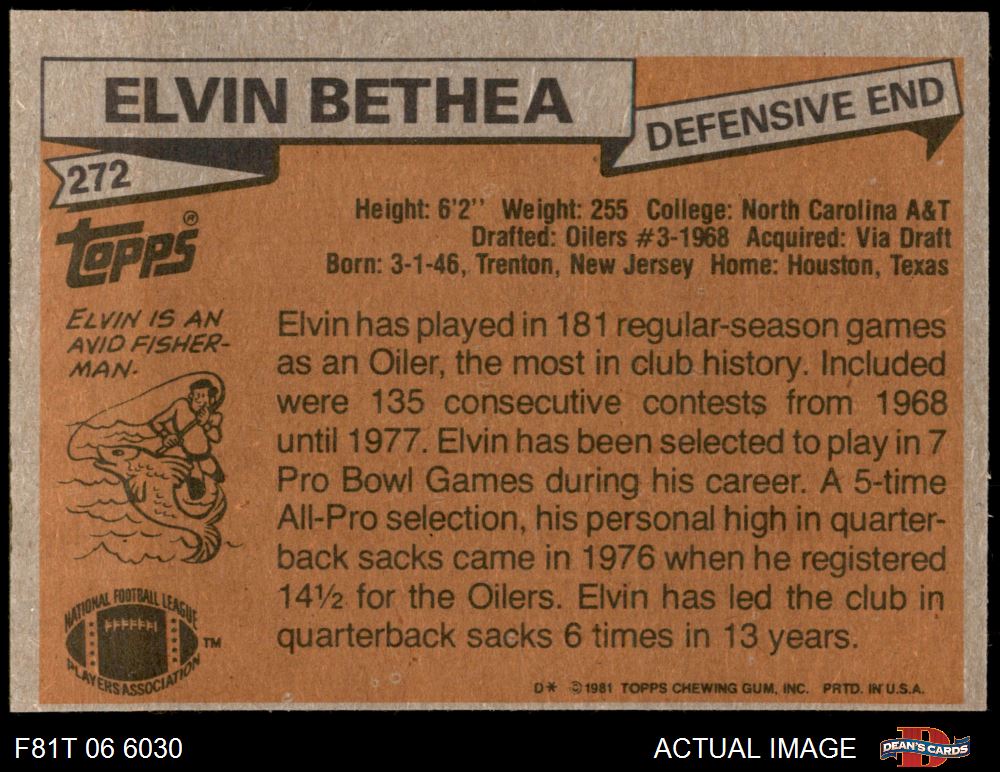 ELVIN BETHEA
DEFENSIVE END
272
topps®
Height: 6'2'' Weight: 255 College: North Carolina A&T
Drafted: Oilers #3-1968 Acquired: Via Draft
Born: 3-1-46, Trenton, New Jersey Home: Houston, Texas
ELVIN IS AN
AVID FISHER-
MAN.
Elvin has played in 181 regular-season games
as an Oiler, the most in club history. Included
were 135 consecutive contests from 1968
until 1977. Elvin has been selected to play in 7
Pro Bowl Games during his career. A 5-time
All-Pro selection, his personal high in quarter-
back sacks came in 1976 when he registered
14½ for the Oilers. Elvin has led the club in
quarterback sacks 6 times in 13 years.
NATIONAL FOOTBALL LEAGUE
PLAYERS ASSOCIATION
TM
D* ©1981 TOPPS CHEWING GUM, INC. PRTD. IN U.S.A.
F81T 06 6030
ACTUAL IMAGE
D
DEAN'S CARDS